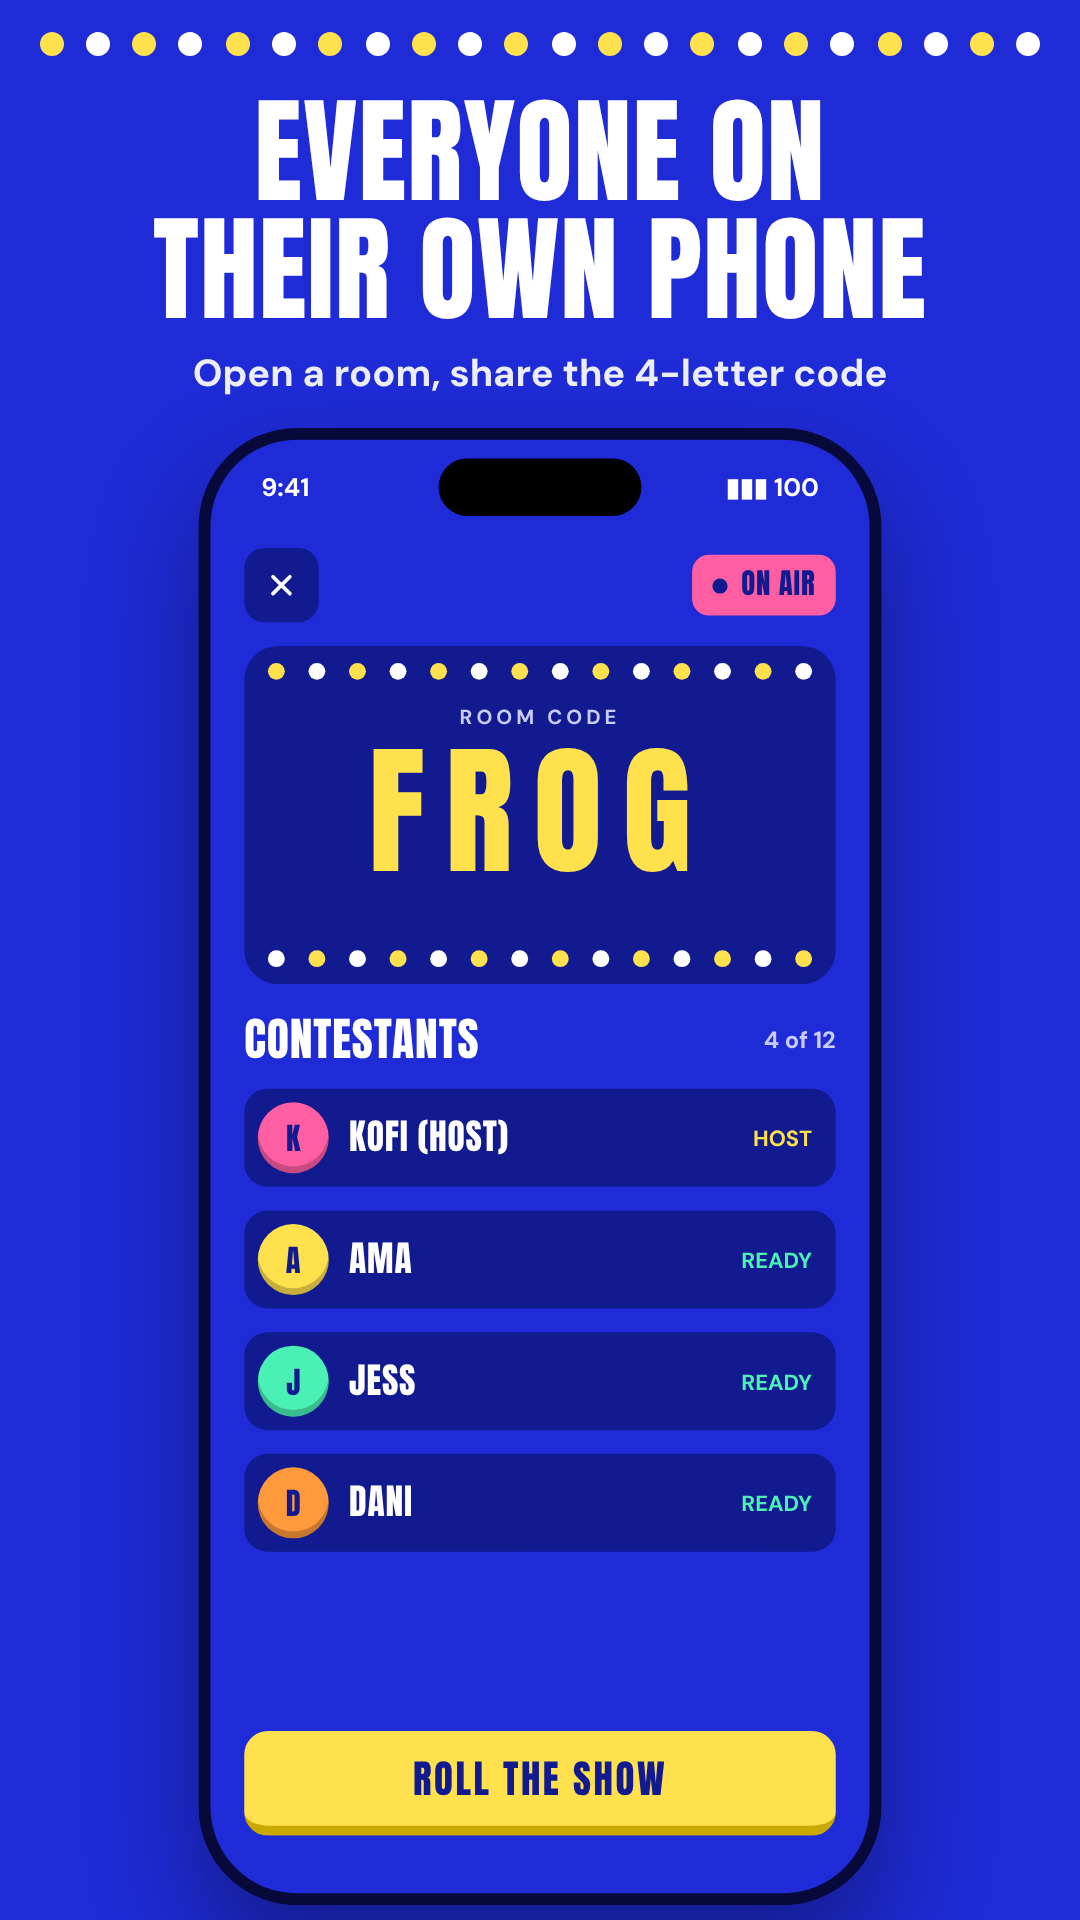 EVERYONE ON
THEIR OWN PHONE
Open a room, share the 4-letter code
9:41
100
ON AIR
ROOM CODE
FROG
CONTESTANTS
4 of 12
K
KOFI (HOST)
HOST
A
AMA
READY
J
JESS
READY
D
DANI
READY
ROLL THE SHOW